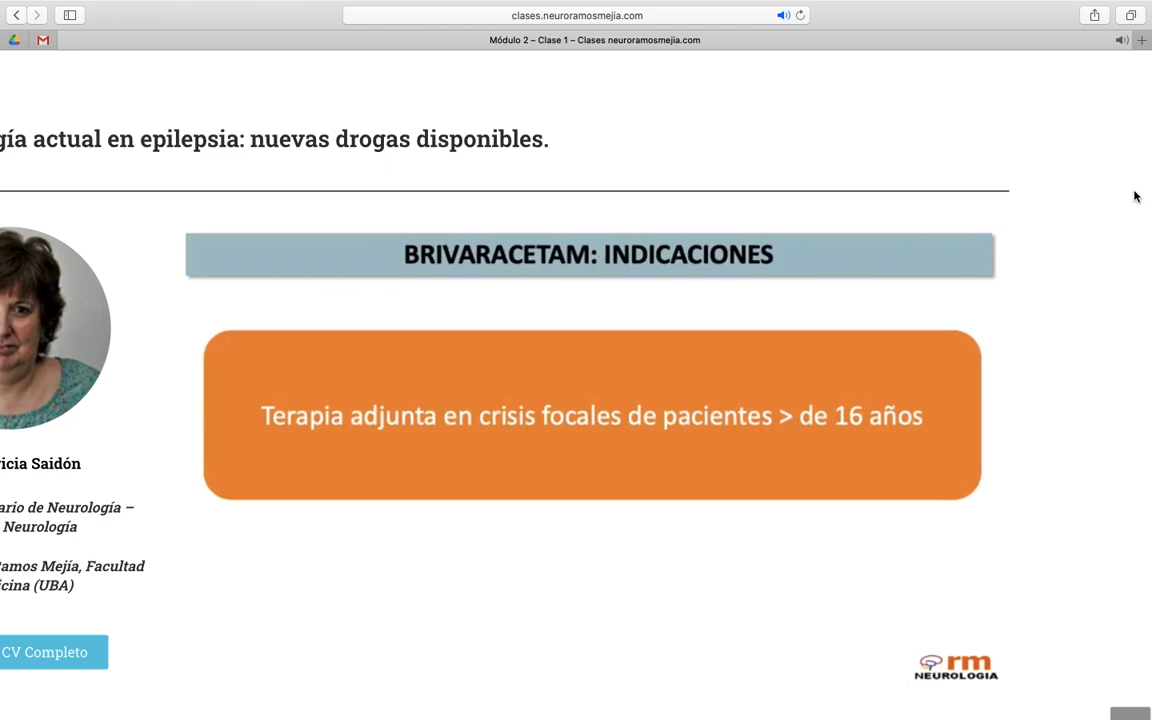 clases.neuroramosmejia.com
Módulo 2 – Clase 1 – Clases neuroramosmejia.com
gía actual en epilepsia: nuevas drogas disponibles.
BRIVARACETAM: INDICACIONES
Terapia adjunta en crisis focales de pacientes > de 16 años
icia Saidón
ario de Neurología –
Neurología
Ramos Mejía, Facultad
icina (UBA)
CV Completo
rm
NEUROLOGIA